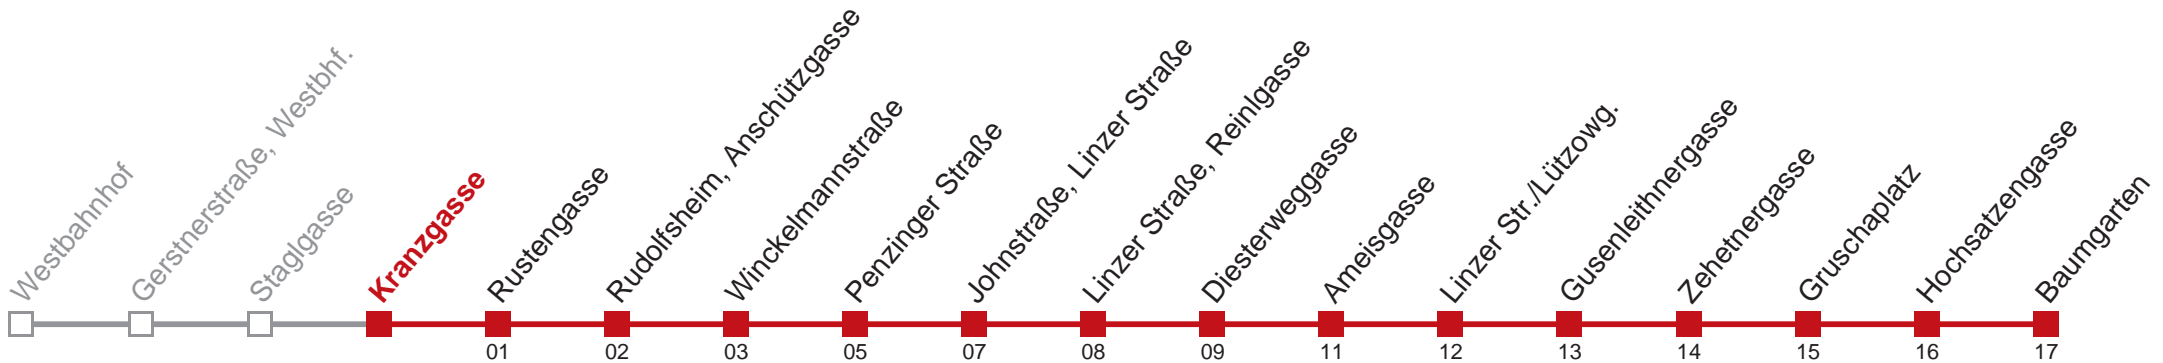 Westbahnhof
Gerstnerstraße, Westbhf.
Staglgasse
Kranzgasse
Rustengasse
Rudolfsheim, Anschützgasse
Winckelmannstraße
Penzinger Straße
Johnstraße, Linzer Straße
Linzer Straße, Reinlgasse
Diesterweggasse
Ameisgasse
Linzer Str./Lützowg.
Gusenleithnergasse
Zehetnergasse
Gruschaplatz
Hochsatzengasse
Baumgarten
01
02
03
05
07
08
09
11
12
13
14
15
16
17